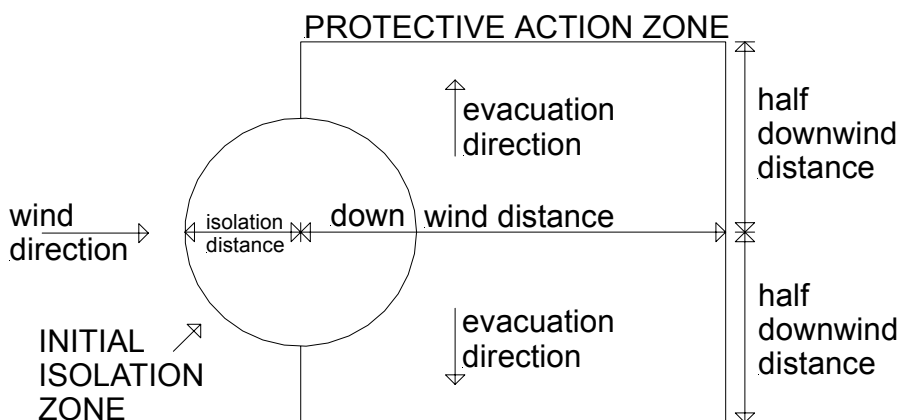 PROTECTIVE ACTION ZONE
evacuation
direction
half
downwind
distance
wind
direction
isolation
distance
down wind distance
evacuation
direction
half
downwind
distance
INITIAL
ISOLATION
ZONE